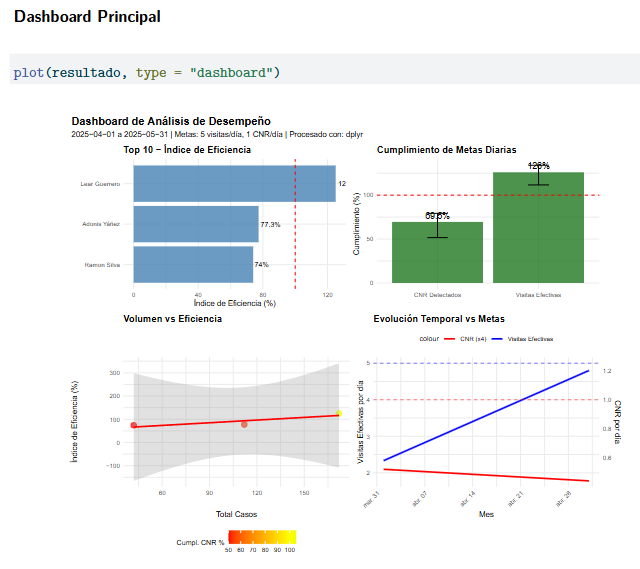 Dashboard Principal
plot(resultado, type = "dashboard")
Dashboard de Análisis de Desempeño
2025-04-01 a 2025-05-31 | Metas: 5 visitas/día, 1 CNR/día | Procesado con: dplyr
Top 10 - Índice de Eficiencia
Lear Guerrero
Adonis Yáñez
Ramon Silva
12
77.3%
74%
0 40 80 120
Índice de Eficiencia (%)
Cumplimiento de Metas Diarias
Cumplimiento (%)
100
50
0
69.6%
126%
CNR Detectados Visitas Efectivas
Volumen vs Eficiencia
Índice de Eficiencia (%)
300
200
100
0
-100
60 90 120 150
Total Casos
Cumpl. CNR %
50 60 70 80 90 100
Evolución Temporal vs Metas
colour CNR (x4) Visitas Efectivas
Visitas Efectivas por día
5
4
3
2
1.2
1.0
0.8
0.6
CNR por día
mar. 31 abr. 07 abr. 14 abr. 21 abr. 28
Mes